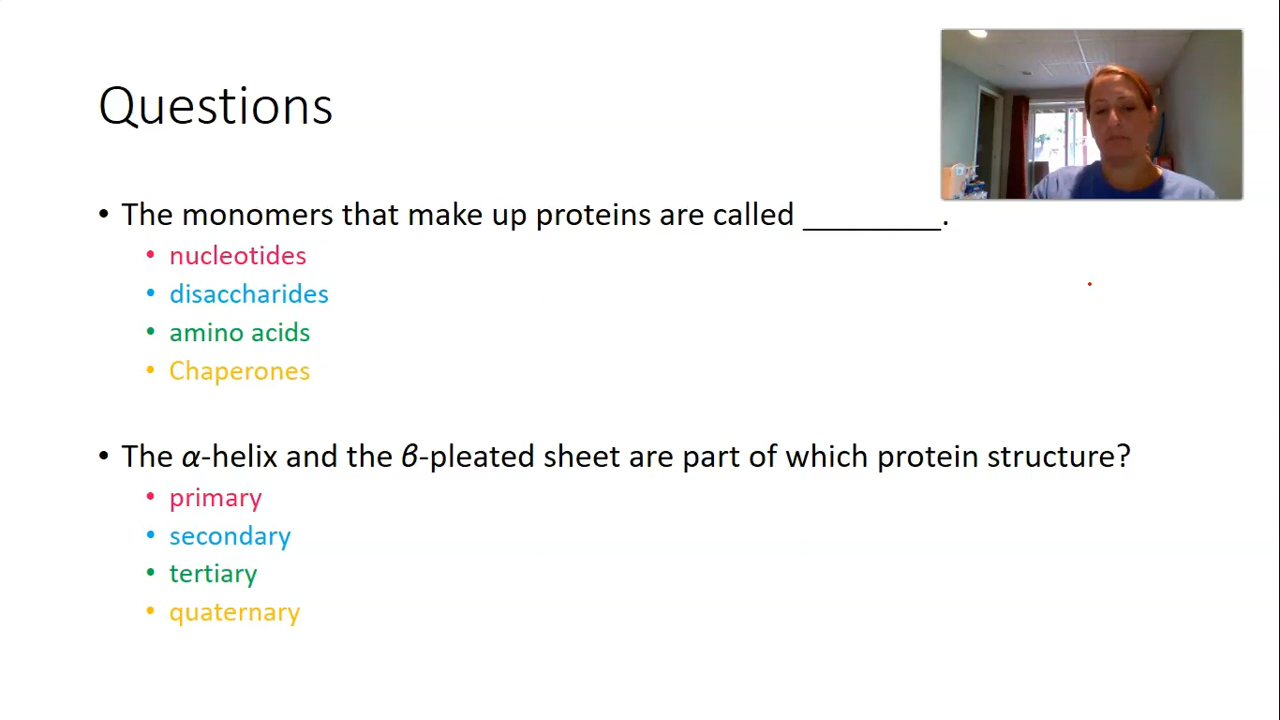 Questions
• The monomers that make up proteins are called _________.
• nucleotides
• disaccharides
• amino acids
• Chaperones
• The α-helix and the β-pleated sheet are part of which protein structure?
• primary
• secondary
• tertiary
• quaternary